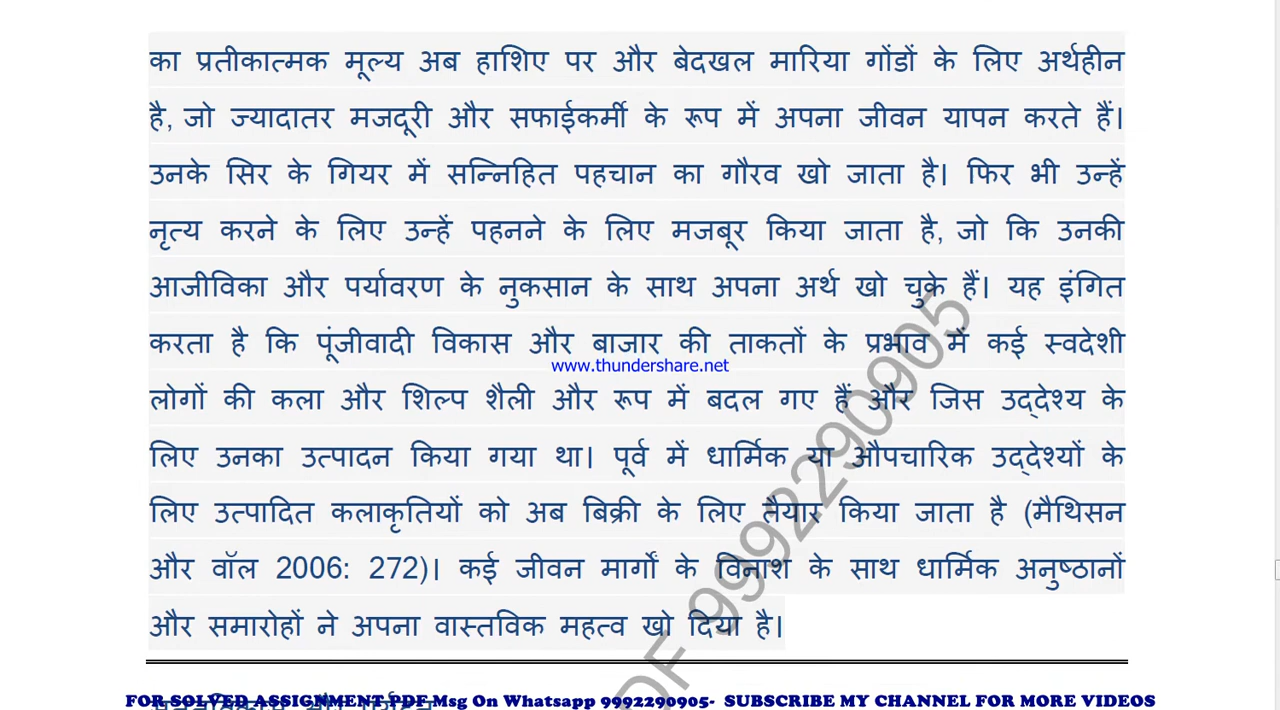 का प्रतीकात्मक मूल्य अब हाशिए पर और बेदखल मारिया गोंडों के लिए अर्थहीन
है, जो ज्यादातर मजदूरी और सफाईकर्मी के रूप में अपना जीवन यापन करते हैं।
उनके सिर के गियर में सन्निहित पहचान का गौरव खो जाता है। फिर भी उन्हें
नृत्य करने के लिए उन्हें पहनने के लिए मजबूर किया जाता है, जो कि उनकी
आजीविका और पर्यावरण के नुकसान के साथ अपना अर्थ खो चुके हैं। यह इंगित
करता है कि पूंजीवादी विकास और बाजार की ताकतों के प्रभाव में कई स्वदेशी
www.thundershare.net
लोगों की कला और शिल्प शैली और रूप में बदल गए हैं और जिस उद्देश्य के
लिए उनका उत्पादन किया गया था। पूर्व में धार्मिक या औपचारिक उद्देश्यों के
लिए उत्पादित कलाकृतियों को अब बिक्री के लिए तैयार किया जाता है (मैथिसन
और वॉल 2006: 272)। कई जीवन मार्गों के विनाश के साथ धार्मिक अनुष्ठानों
और समारोहों ने अपना वास्तविक महत्व खो दिया है।
DF 9992290905
FOR SOLVED ASSIGNMENT PDF Msg On Whatsapp 9992290905- SUBSCRIBE MY CHANNEL FOR MORE VIDEOS